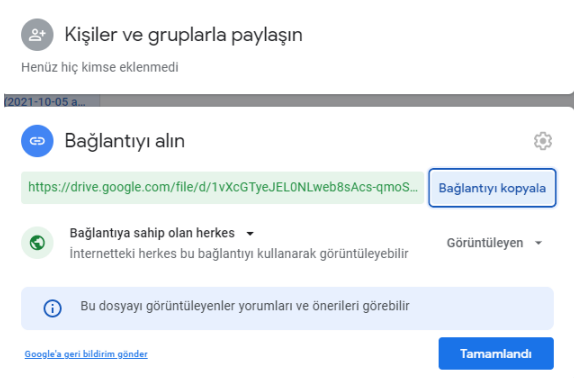 Kişiler ve gruplarla paylaşın
Henüz hiç kimse eklenmedi
(2021-10-05 a...
Bağlantıyı alın
https://drive.google.com/file/d/1vXcGTyeJEL0NLweb8sAcs-qmoS...
Bağlantıyı kopyala
Bağlantıya sahip olan herkes
İnternetteki herkes bu bağlantıyı kullanarak görüntüleyebilir
Görüntüleyen
Bu dosyayı görüntüleyenler yorumları ve önerileri görebilir
Google'a geri bildirim gönder
Tamamlandı